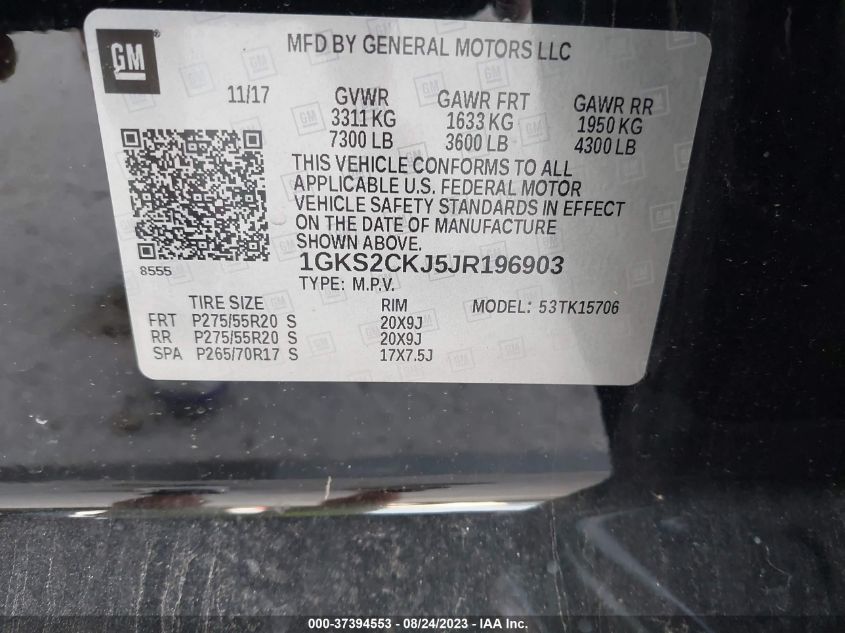 GM
MFD BY GENERAL MOTORS LLC
11/17 GVWR GAWR FRT GAWR RR
3311 KG 1633 KG 1950 KG
7300 LB 3600 LB 4300 LB
THIS VEHICLE CONFORMS TO ALL
APPLICABLE U.S. FEDERAL MOTOR
VEHICLE SAFETY STANDARDS IN EFFECT
ON THE DATE OF MANUFACTURE
SHOWN ABOVE.
8555
1GKS2CKJ5JR196903
TYPE: M.P.V.
TIRE SIZE RIM MODEL: 53TK15706
FRT P275/55R20 S 20X9J
RR P275/55R20 S 20X9J
SPA P265/70R17 S 17X7.5J
000-37394553 - 08/24/2023 - IAA Inc.